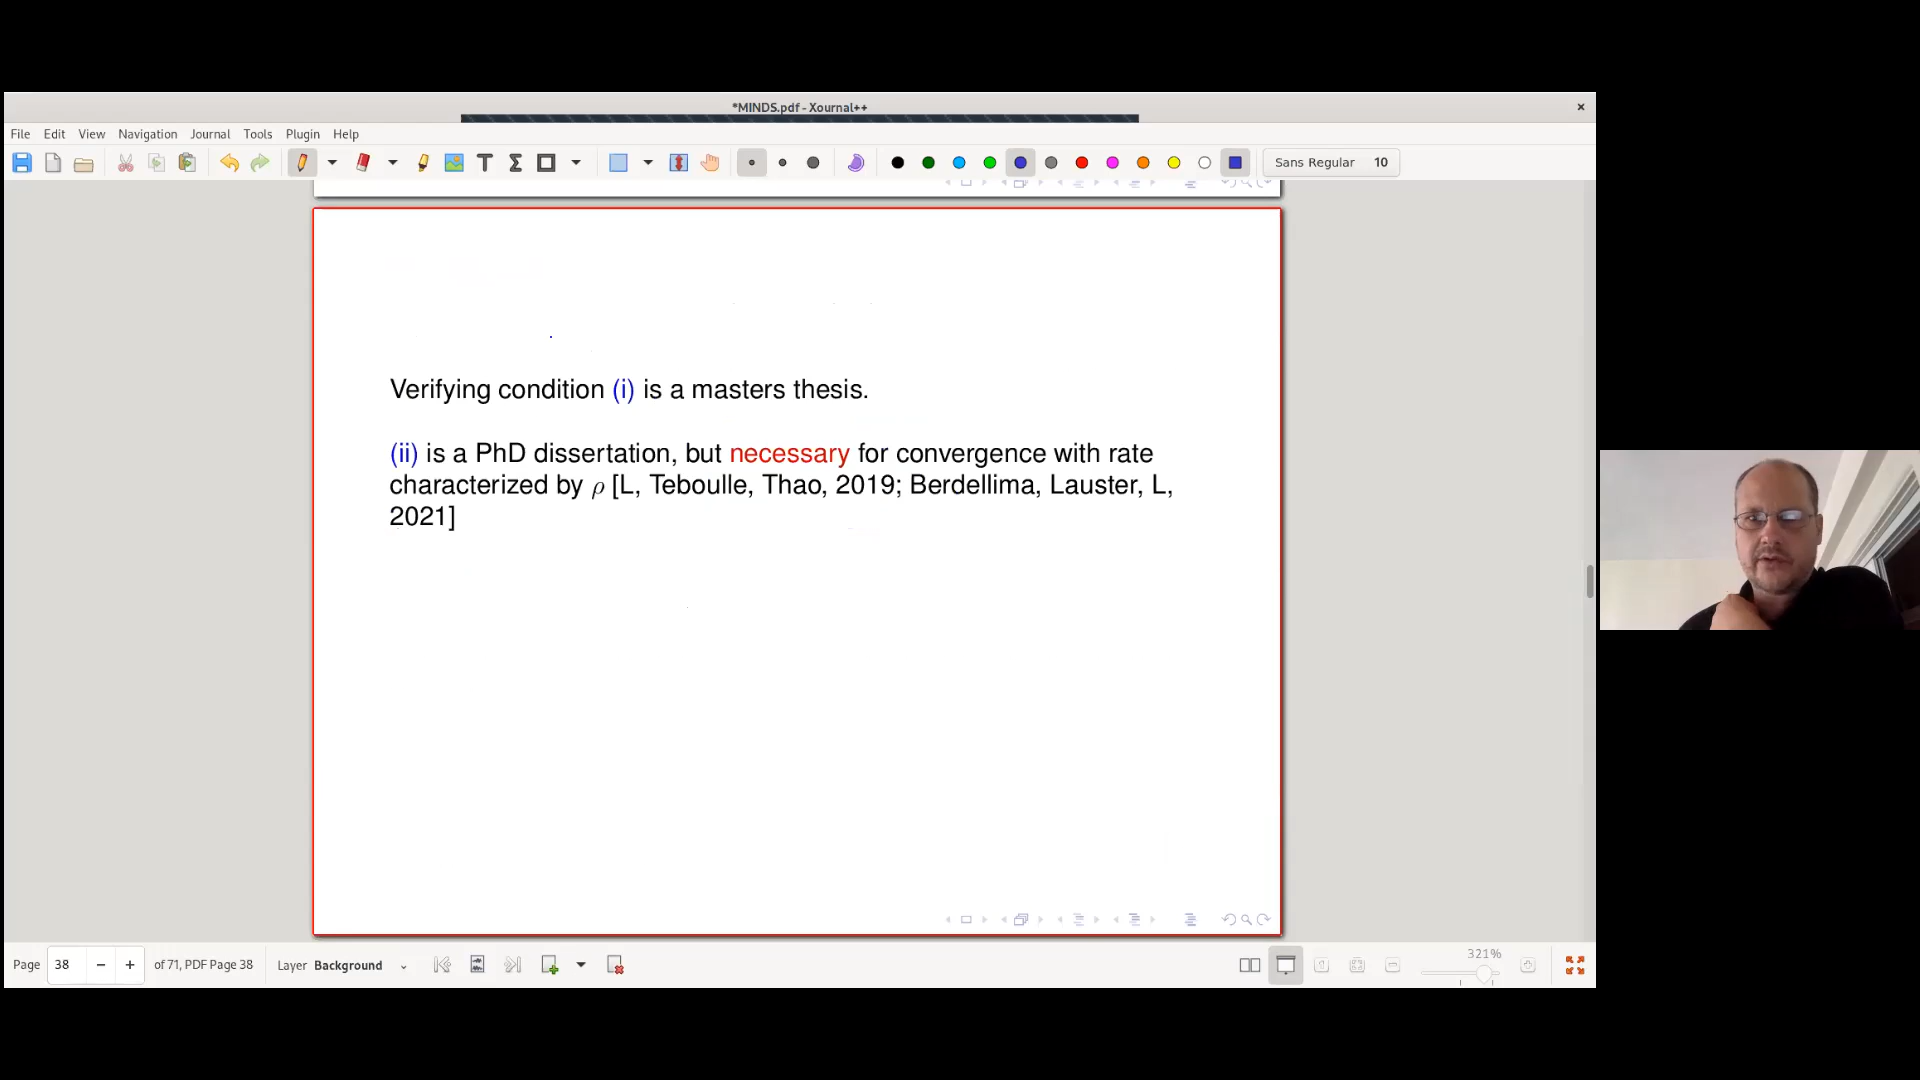 *MINDS.pdf - Xournal++
×
File Edit View Navigation Journal Tools Plugin Help
Sans Regular 10
Verifying condition (i) is a masters thesis.
(ii) is a PhD dissertation, but necessary for convergence with rate
characterized by ρ [L, Teboulle, Thao, 2019; Berdellima, Lauster, L,
2021]
Page 38 − + of 71, PDF Page 38 Layer Background
321%